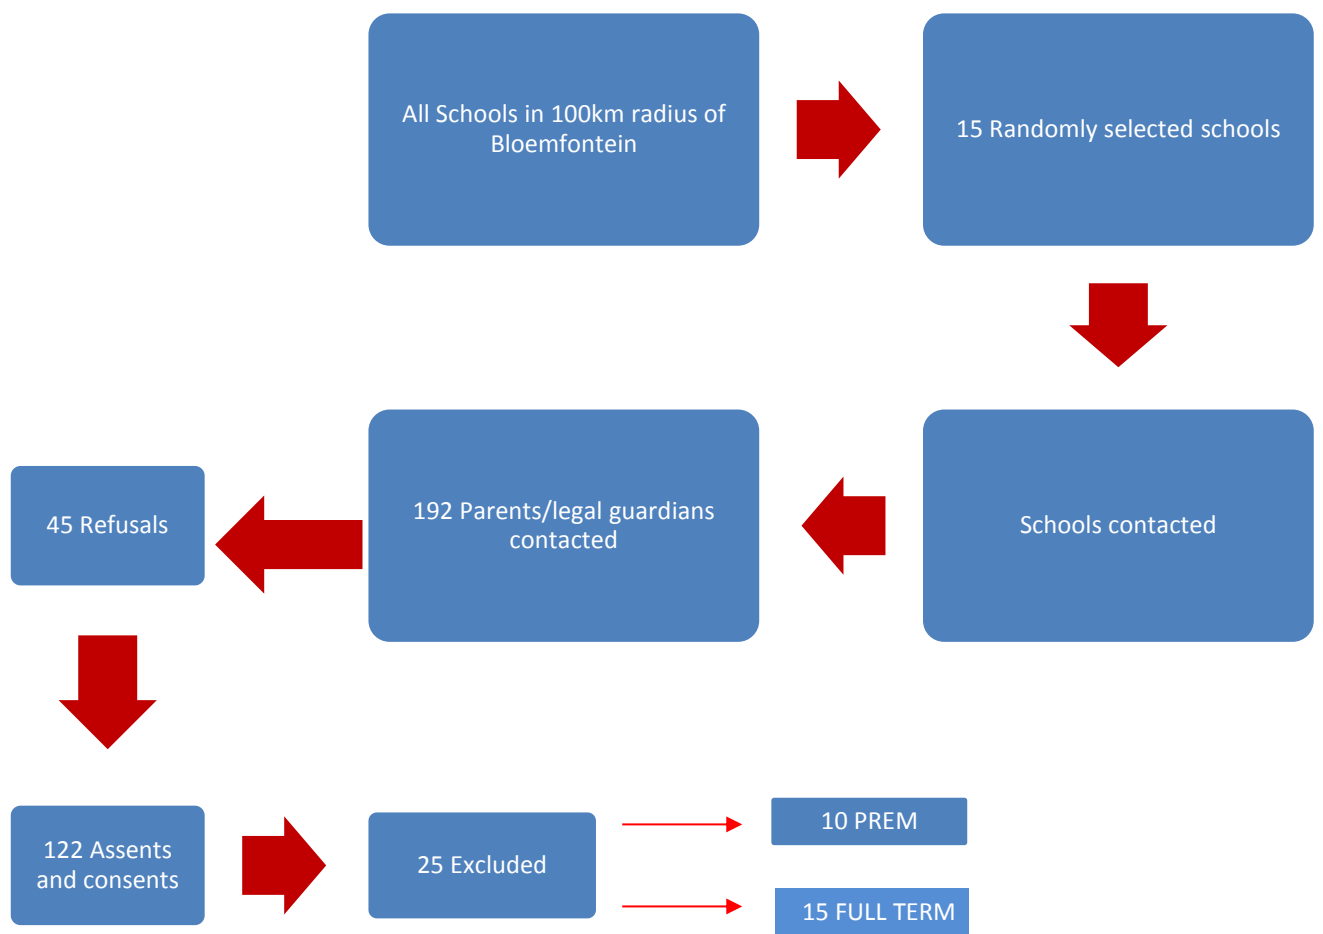 All Schools in 100km radius of
Bloemfontein
15 Randomly selected schools
Schools contacted
192 Parents/legal guardians
contacted
45 Refusals
122 Assents
and consents
25 Excluded
10 PREM
15 FULL TERM